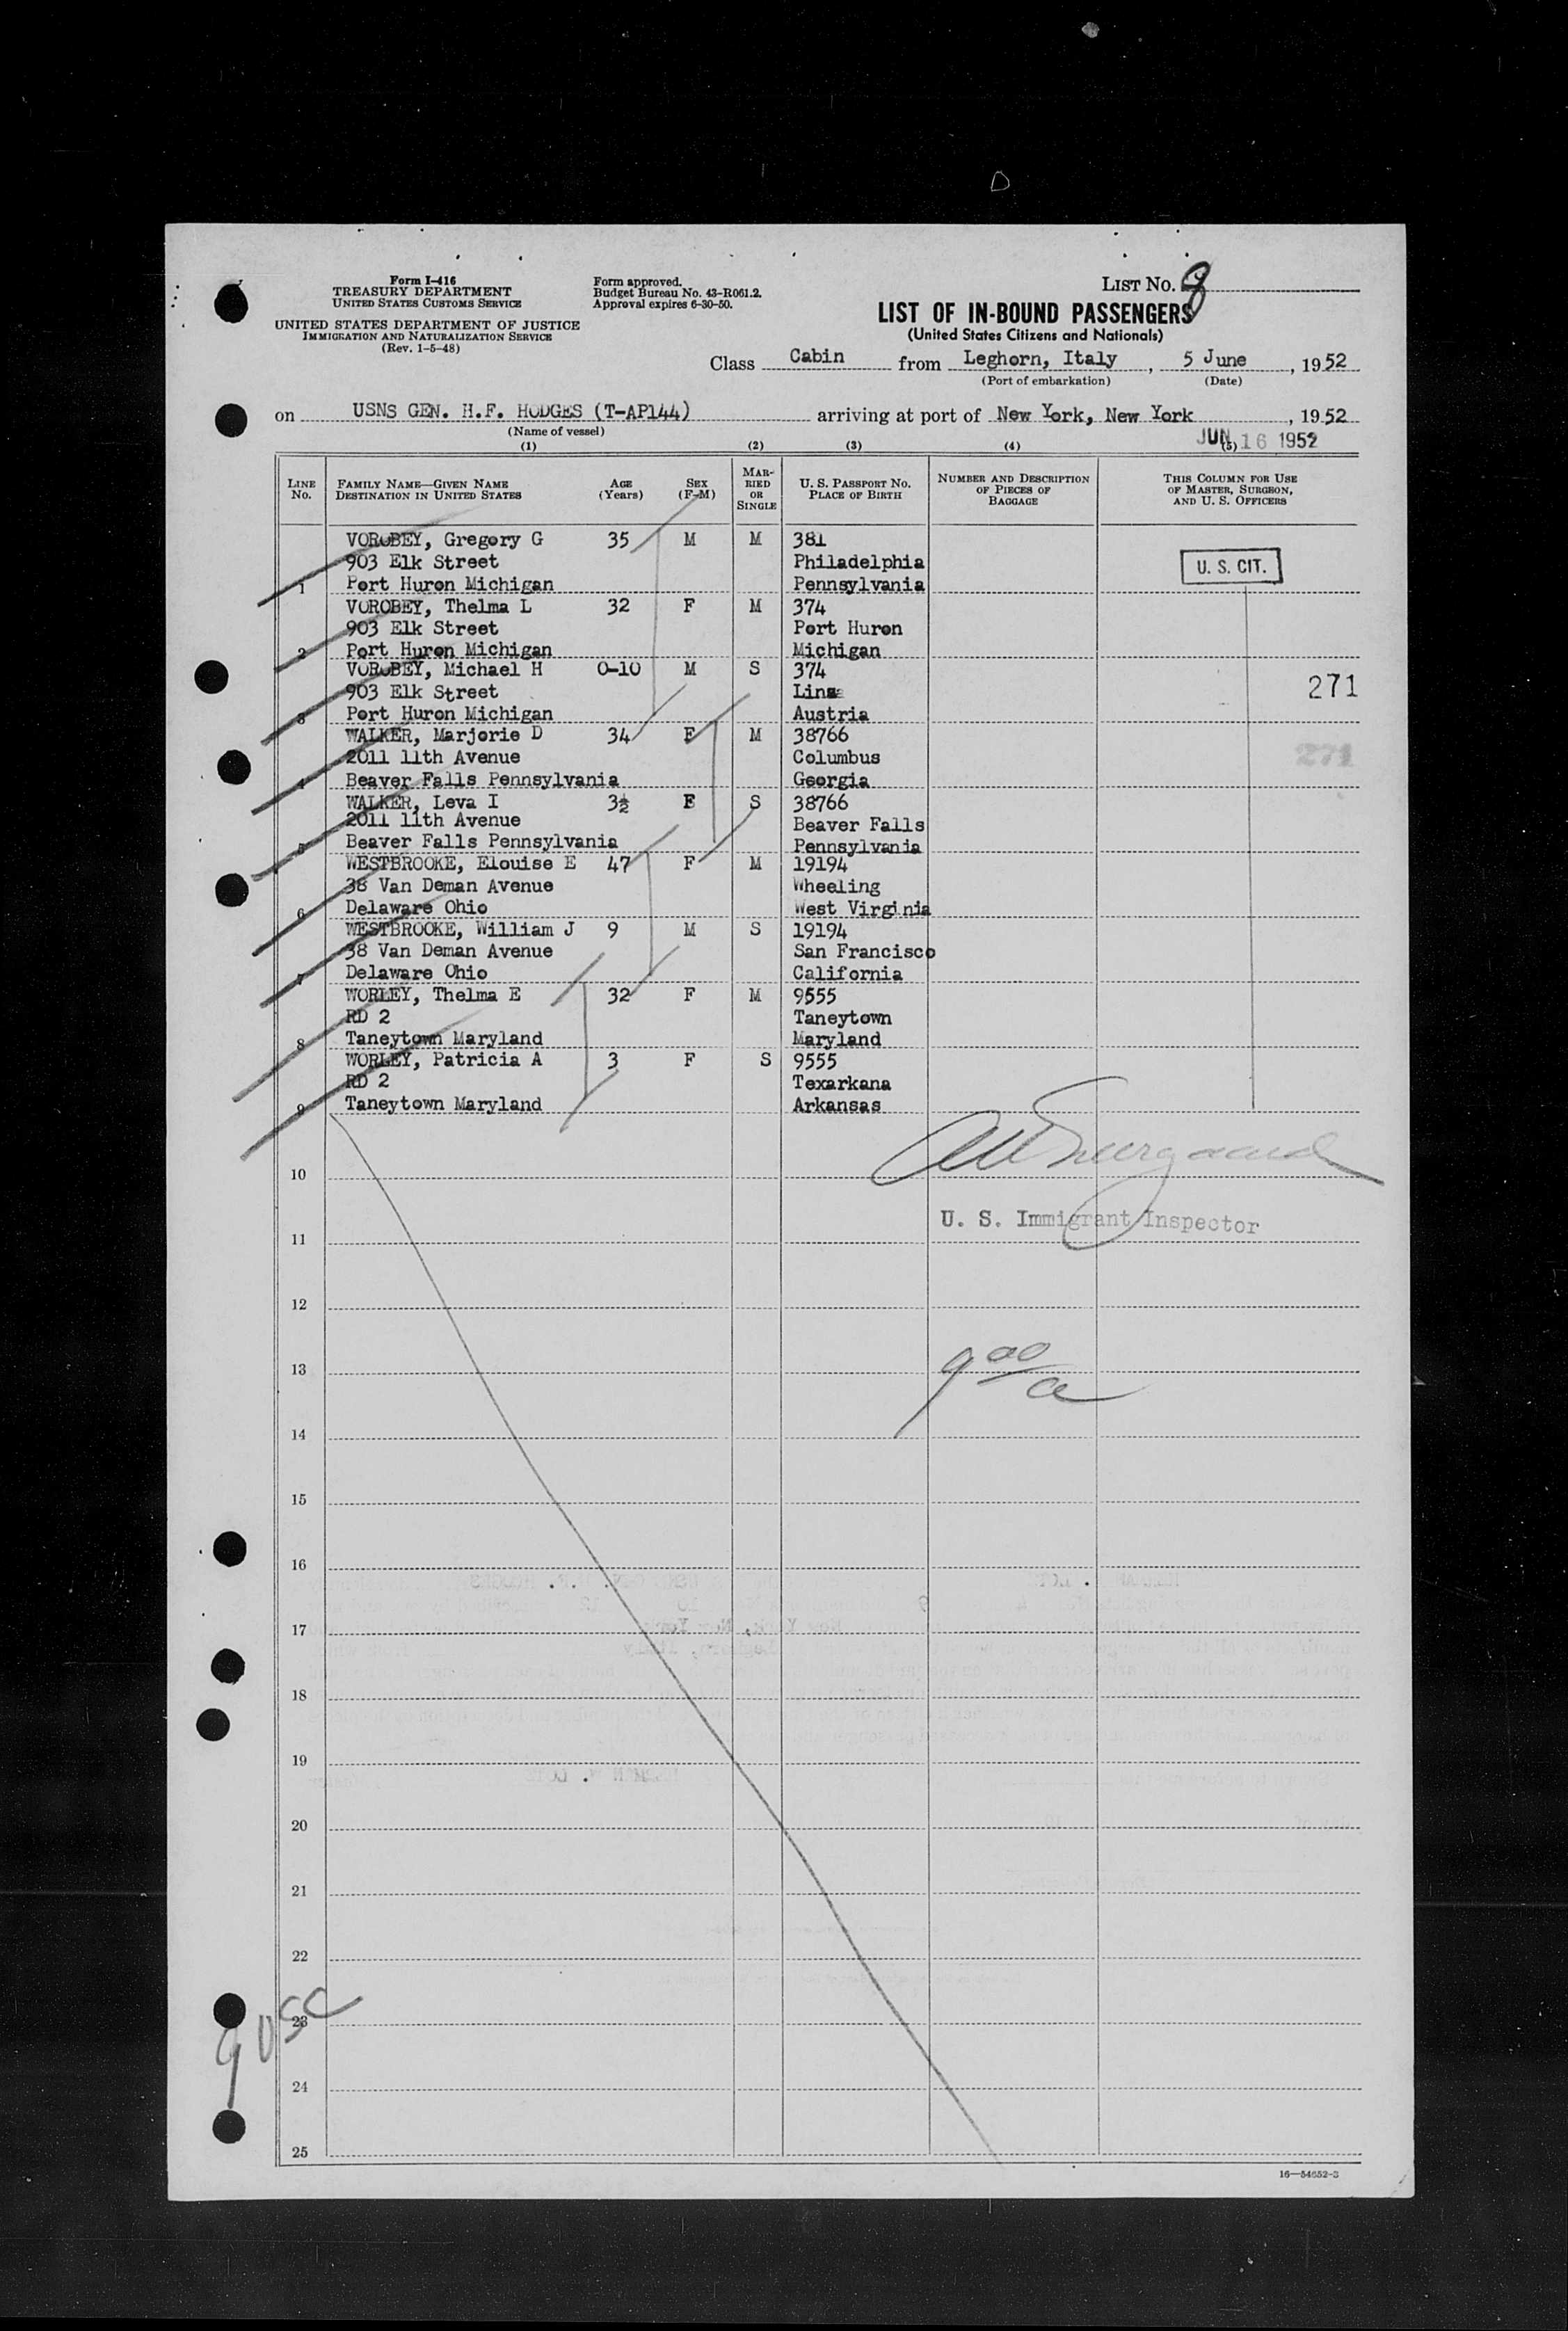 Form I-416
TREASURY DEPARTMENT
UNITED STATES CUSTOMS SERVICE
UNITED STATES DEPARTMENT OF JUSTICE
IMMIGRATION AND NATURALIZATION SERVICE
(Rev. 1-5-48)
Form approved.
Budget Bureau No. 43-R061.2.
Approval expires 6-30-50.
LIST NO. 8
LIST OF IN-BOUND PASSENGERS
(United States Citizens and Nationals)
Class Cabin from Leghorn, Italy, 5 June, 1952
(Port of embarkation) (Date)
on USNS GEN. H.F. HODGES (T-AP144) arriving at port of New York, New York, 1952
(Name of vessel) JUN 16 1952
(1) (2) (3) (4) (5)
LINE NO. FAMILY NAME—GIVEN NAME DESTINATION IN UNITED STATES AGE (Years) SEX (F-M) MARRIED OR SINGLE U. S. PASSPORT NO. PLACE OF BIRTH NUMBER AND DESCRIPTION OF PIECES OF BAGGAGE THIS COLUMN FOR USE OF MASTER, SURGEON, AND U. S. OFFICERS
VOROBEY, Gregory G 35 M M 381
903 Elk Street Philadelphia U. S. CIT.
1 Port Huron Michigan Pennsylvania
VOROBEY, Thelma L 32 F M 374
903 Elk Street Port Huron
2 Port Huron Michigan Michigan
VOROBEY, Michael H 0-10 M S 374
903 Elk Street 271
3 Port Huron Michigan Austria
WALKER, Marjorie D 34 F M 38766
2011 11th Avenue Columbus 271
4 Beaver Falls Pennsylvania Georgia
WALKER, Leva I 3½ F S 38766
2011 11th Avenue Beaver Falls
5 Beaver Falls Pennsylvania Pennsylvania
WESTBROOKE, Elouise E 47 F M 19194
38 Van Deman Avenue Wheeling
6 Delaware Ohio West Virginia
WESTBROOKE, William J 9 M S 19194
38 Van Deman Avenue San Francisco
7 Delaware Ohio California
WORLEY, Thelma E 32 F M 9555
RD 2 Taneytown
8 Taneytown Maryland Maryland
WORLEY, Patricia A 3 F S 9555
RD 2 Texarkana
9 Taneytown Maryland Arkansas
10
U. S. Immigrant Inspector
11
12
13 9 00/a
14
15
16
17
18
19
20
21
22
9 USC
23
24
25
16—54652-3